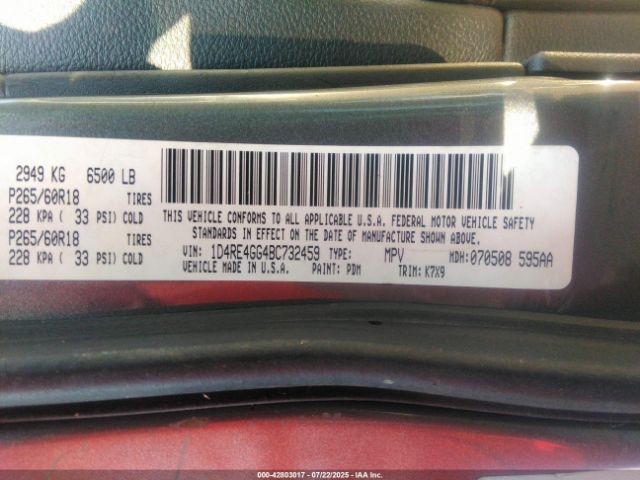 2949 KG 6500 LB
P265/60R18 TIRES
228 KPA ( 33 PSI) COLD
P265/60R18 TIRES
228 KPA ( 33 PSI) COLD
THIS VEHICLE CONFORMS TO ALL APPLICABLE U.S.A. FEDERAL MOTOR VEHICLE SAFETY
STANDARDS IN EFFECT ON THE DATE OF MANUFACTURE SHOWN ABOVE.
VIN: 1D4RE4GG4BC732459 TYPE: MPV MDH: 070508 595AA
VEHICLE MADE IN U.S.A. PAINT: PDM TRIM: K7X9
000-42803017 - 07/22/2025 - IAAI.COM